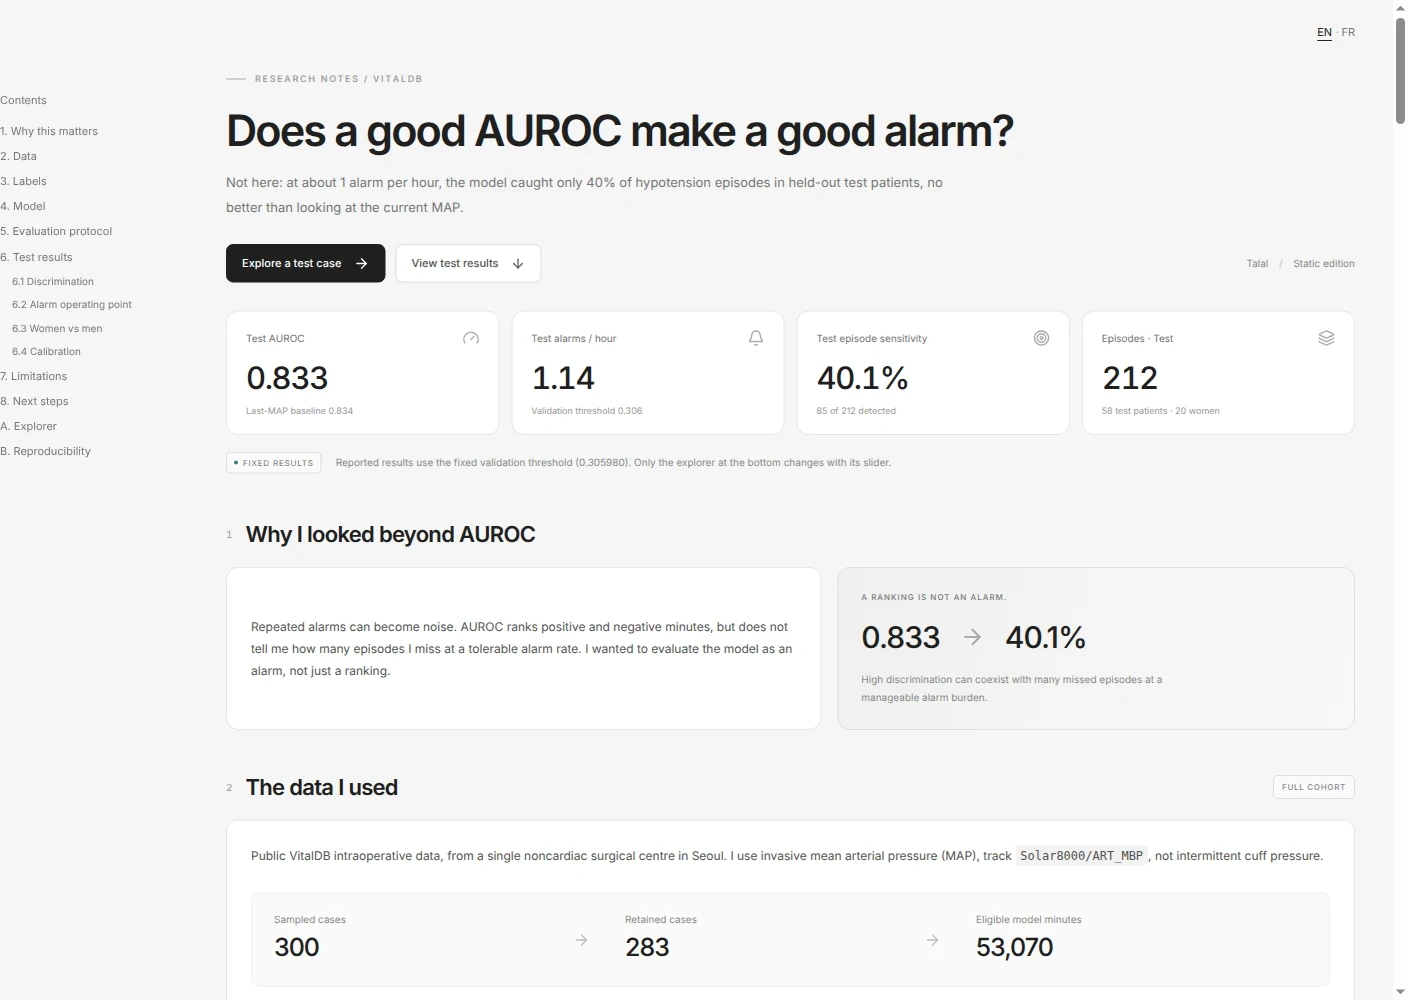 EN · FR
Contents
1. Why this matters
2. Data
3. Labels
4. Model
5. Evaluation protocol
6. Test results
6.1 Discrimination
6.2 Alarm operating point
6.3 Women vs men
6.4 Calibration
7. Limitations
8. Next steps
A. Explorer
B. Reproducibility
RESEARCH NOTES / VITALDB
Does a good AUROC make a good alarm?
Not here: at about 1 alarm per hour, the model caught only 40% of hypotension episodes in held-out test patients, no
better than looking at the current MAP.
Explore a test case →
View test results ↓
Talal / Static edition
Test AUROC
0.833
Last-MAP baseline 0.834
Test alarms / hour
1.14
Validation threshold 0.306
Test episode sensitivity
40.1%
85 of 212 detected
Episodes · Test
212
58 test patients · 20 women
FIXED RESULTS
Reported results use the fixed validation threshold (0.305980). Only the explorer at the bottom changes with its slider.
1 Why I looked beyond AUROC
Repeated alarms can become noise. AUROC ranks positive and negative minutes, but does not
tell me how many episodes I miss at a tolerable alarm rate. I wanted to evaluate the model as an
alarm, not just a ranking.
A RANKING IS NOT AN ALARM.
0.833 → 40.1%
High discrimination can coexist with many missed episodes at a
manageable alarm burden.
2 The data I used
FULL COHORT
Public VitalDB intraoperative data, from a single noncardiac surgical centre in Seoul. I use invasive mean arterial pressure (MAP), track Solar8000/ART_MBP, not intermittent cuff pressure.
Sampled cases
300
→
Retained cases
283
→
Eligible model minutes
53,070